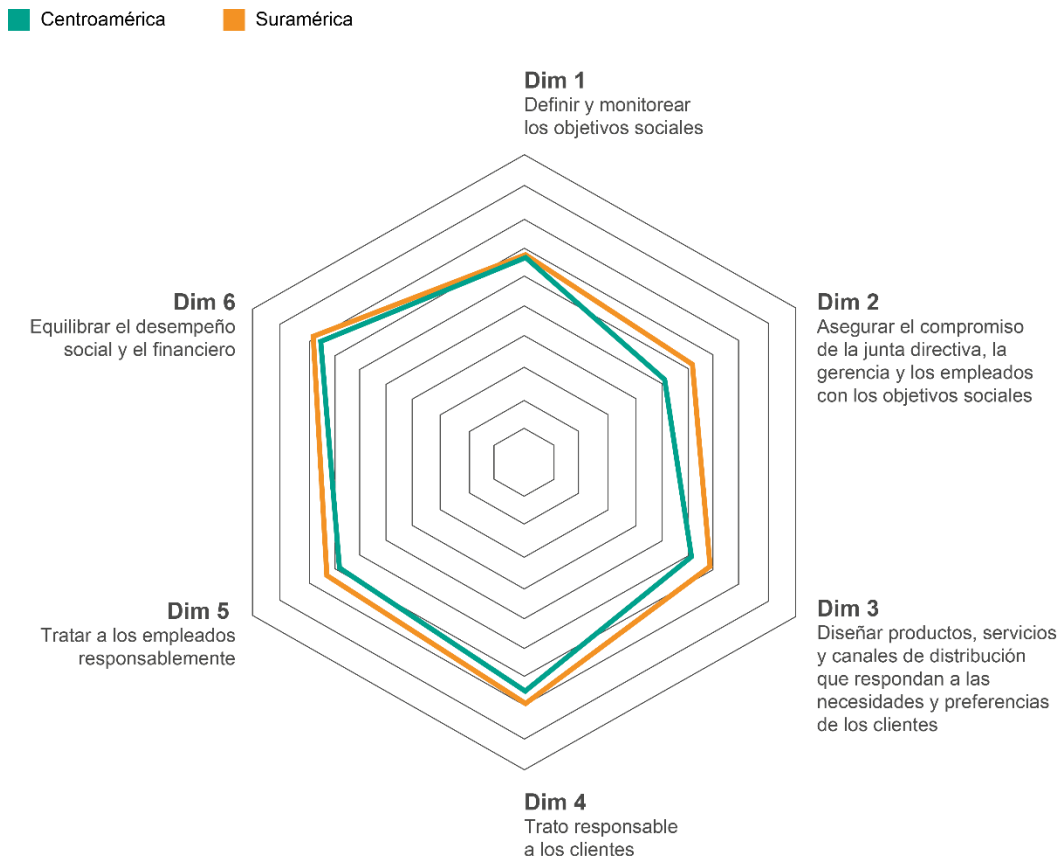 Centroamérica
Suramérica
Dim 1
Definir y monitorear
los objetivos sociales
Dim 2
Asegurar el compromiso
de la junta directiva, la
gerencia y los empleados
con los objetivos sociales
Dim 3
Diseñar productos, servicios
y canales de distribución
que respondan a las
necesidades y preferencias
de los clientes
Dim 4
Trato responsable
a los clientes
Dim 5
Tratar a los empleados
responsablemente
Dim 6
Equilibrar el desempeño
social y el financiero